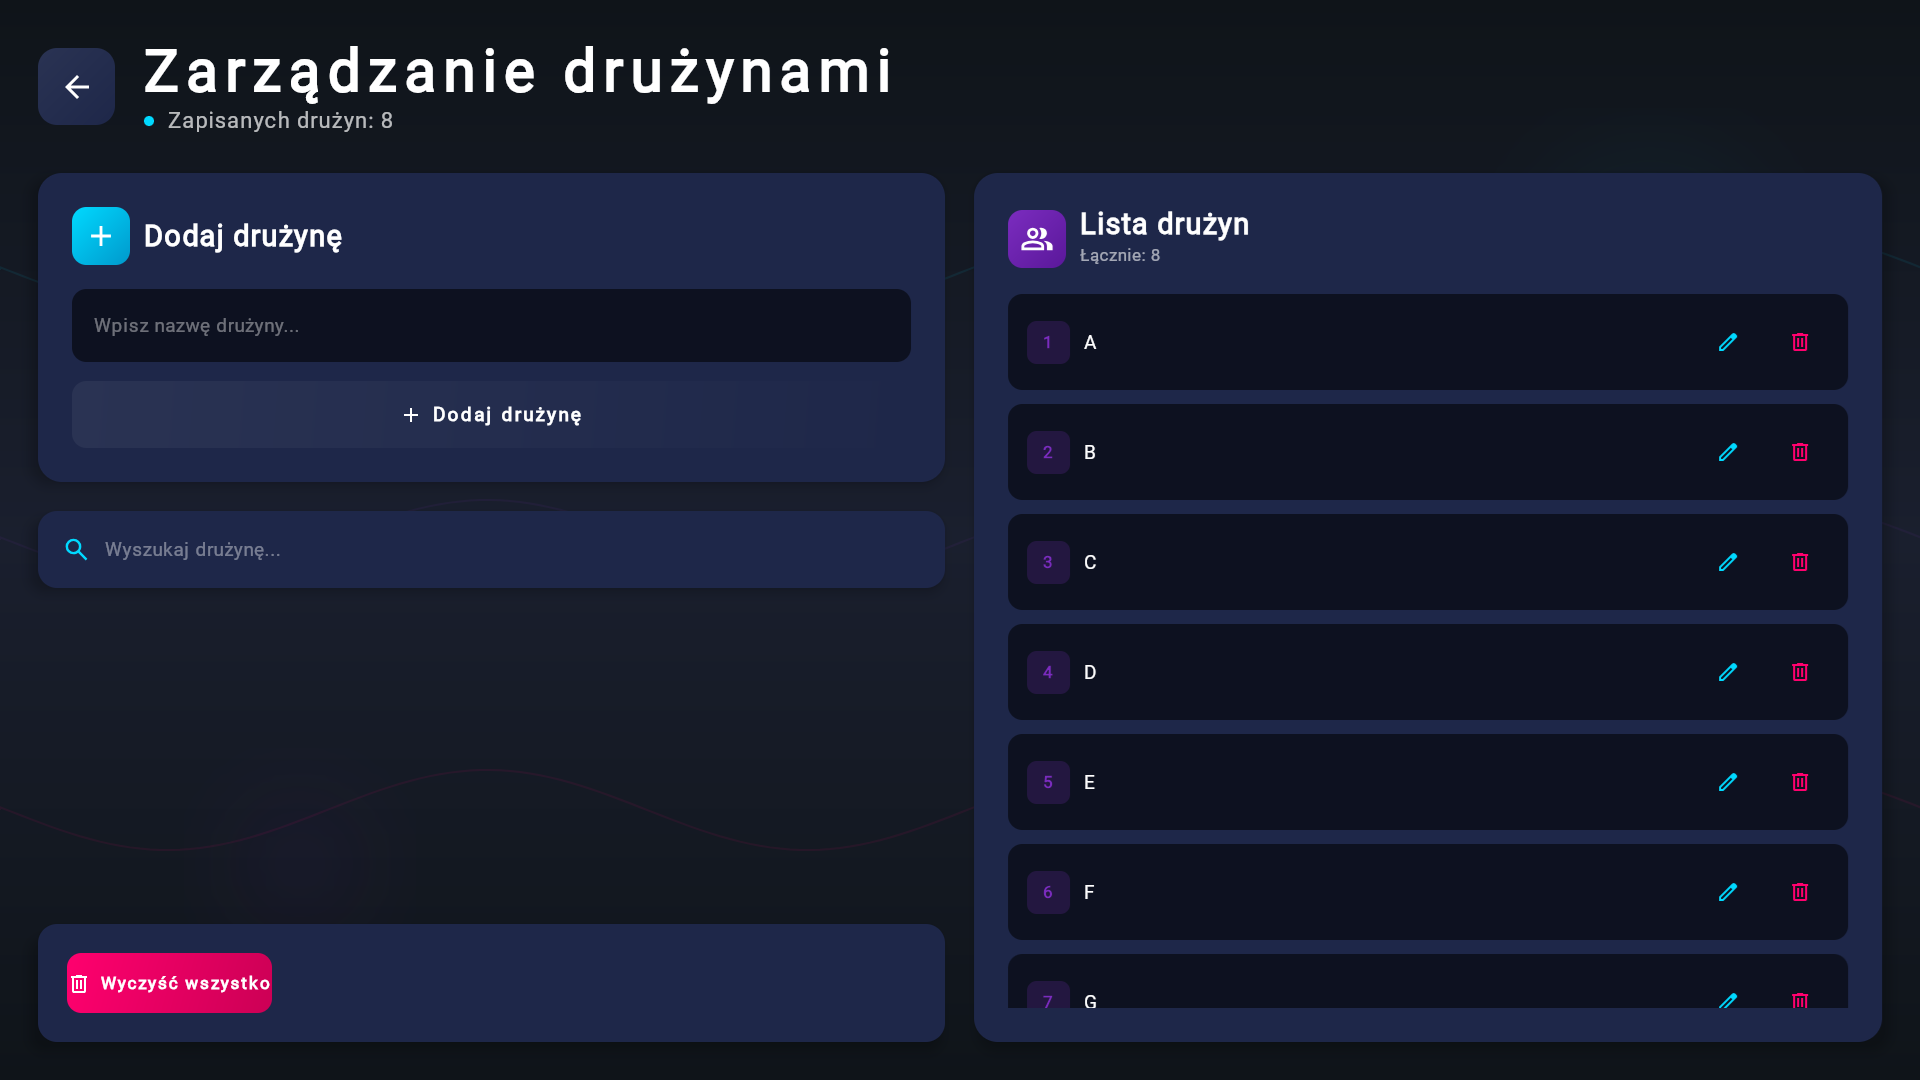 Zarządzanie drużynami
Zapisanych drużyn: 8
Dodaj drużynę
Wpisz nazwę drużyny...
Dodaj drużynę
Wyszukaj drużynę...
Wyczyść wszystko
Lista drużyn
Łącznie: 8
1 A
2 B
3 C
4 D
5 E
6 F
7 G